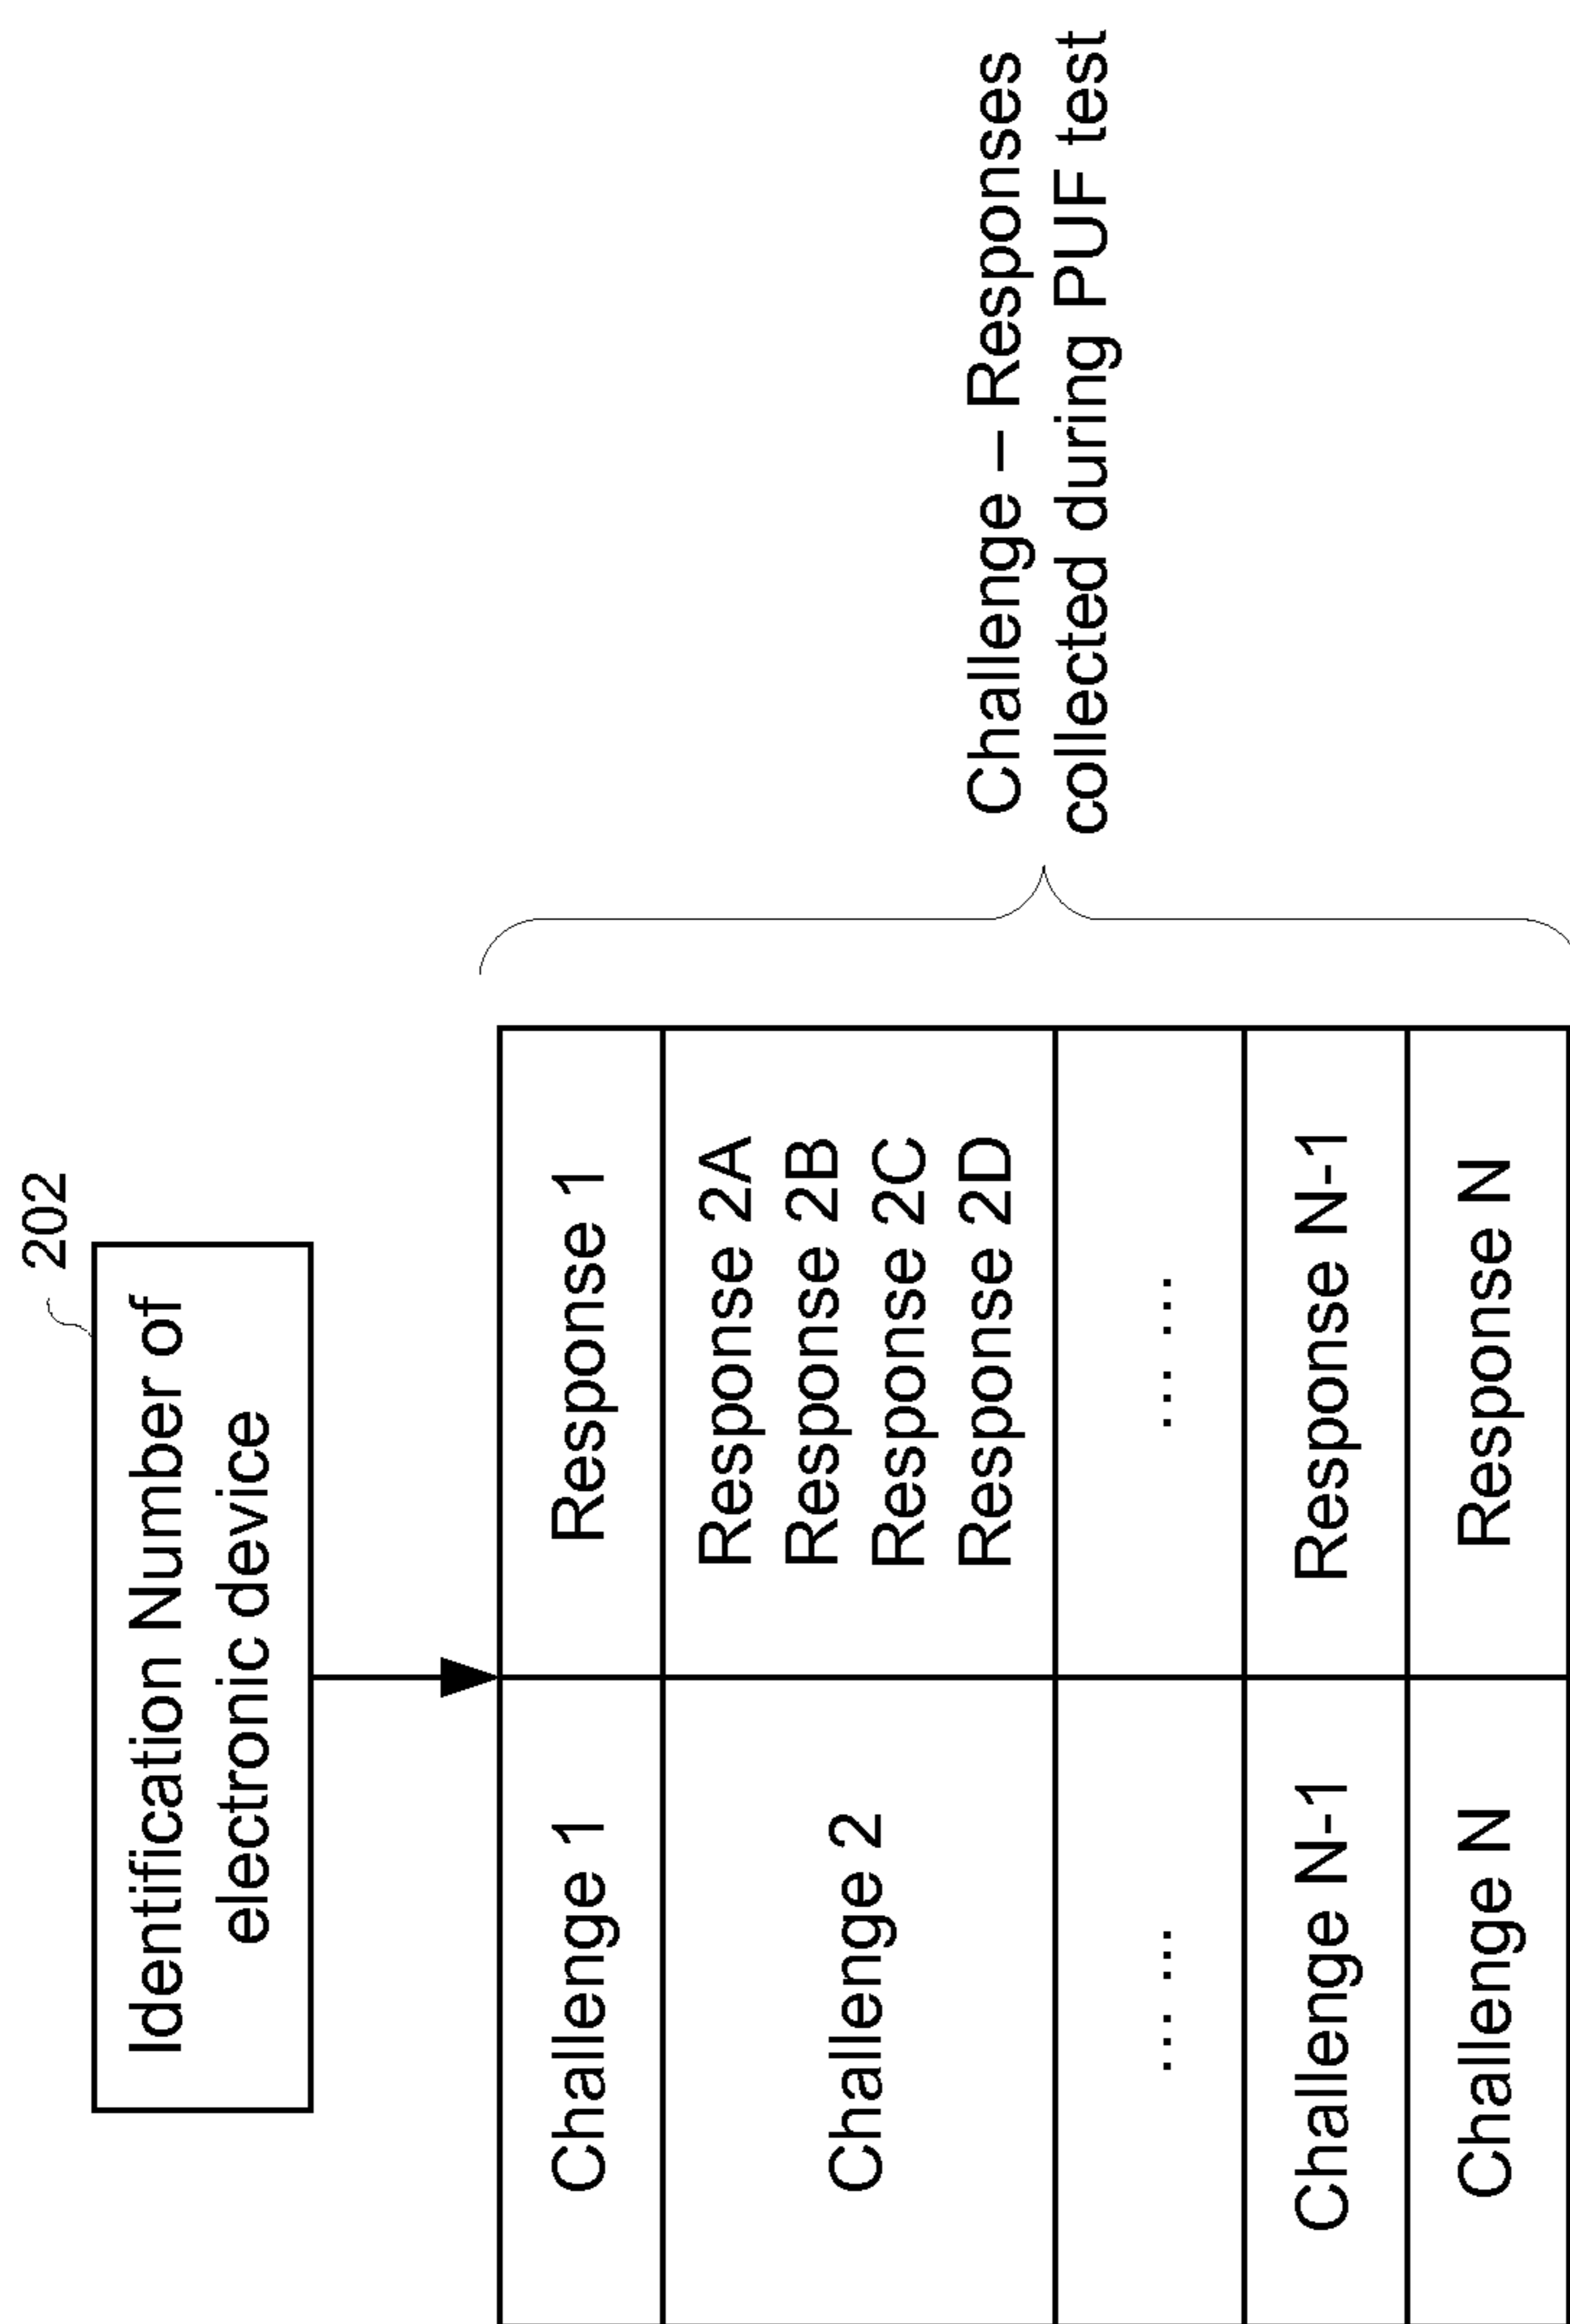 202
Identification Number of
electronic device
Challenge 1
Response 1
Challenge 2
Response 2A
Response 2B
Response 2C
Response 2D
... ...
... ...
Challenge N-1
Response N-1
Challenge N
Response N
Challenge – Responses
collected during PUF test